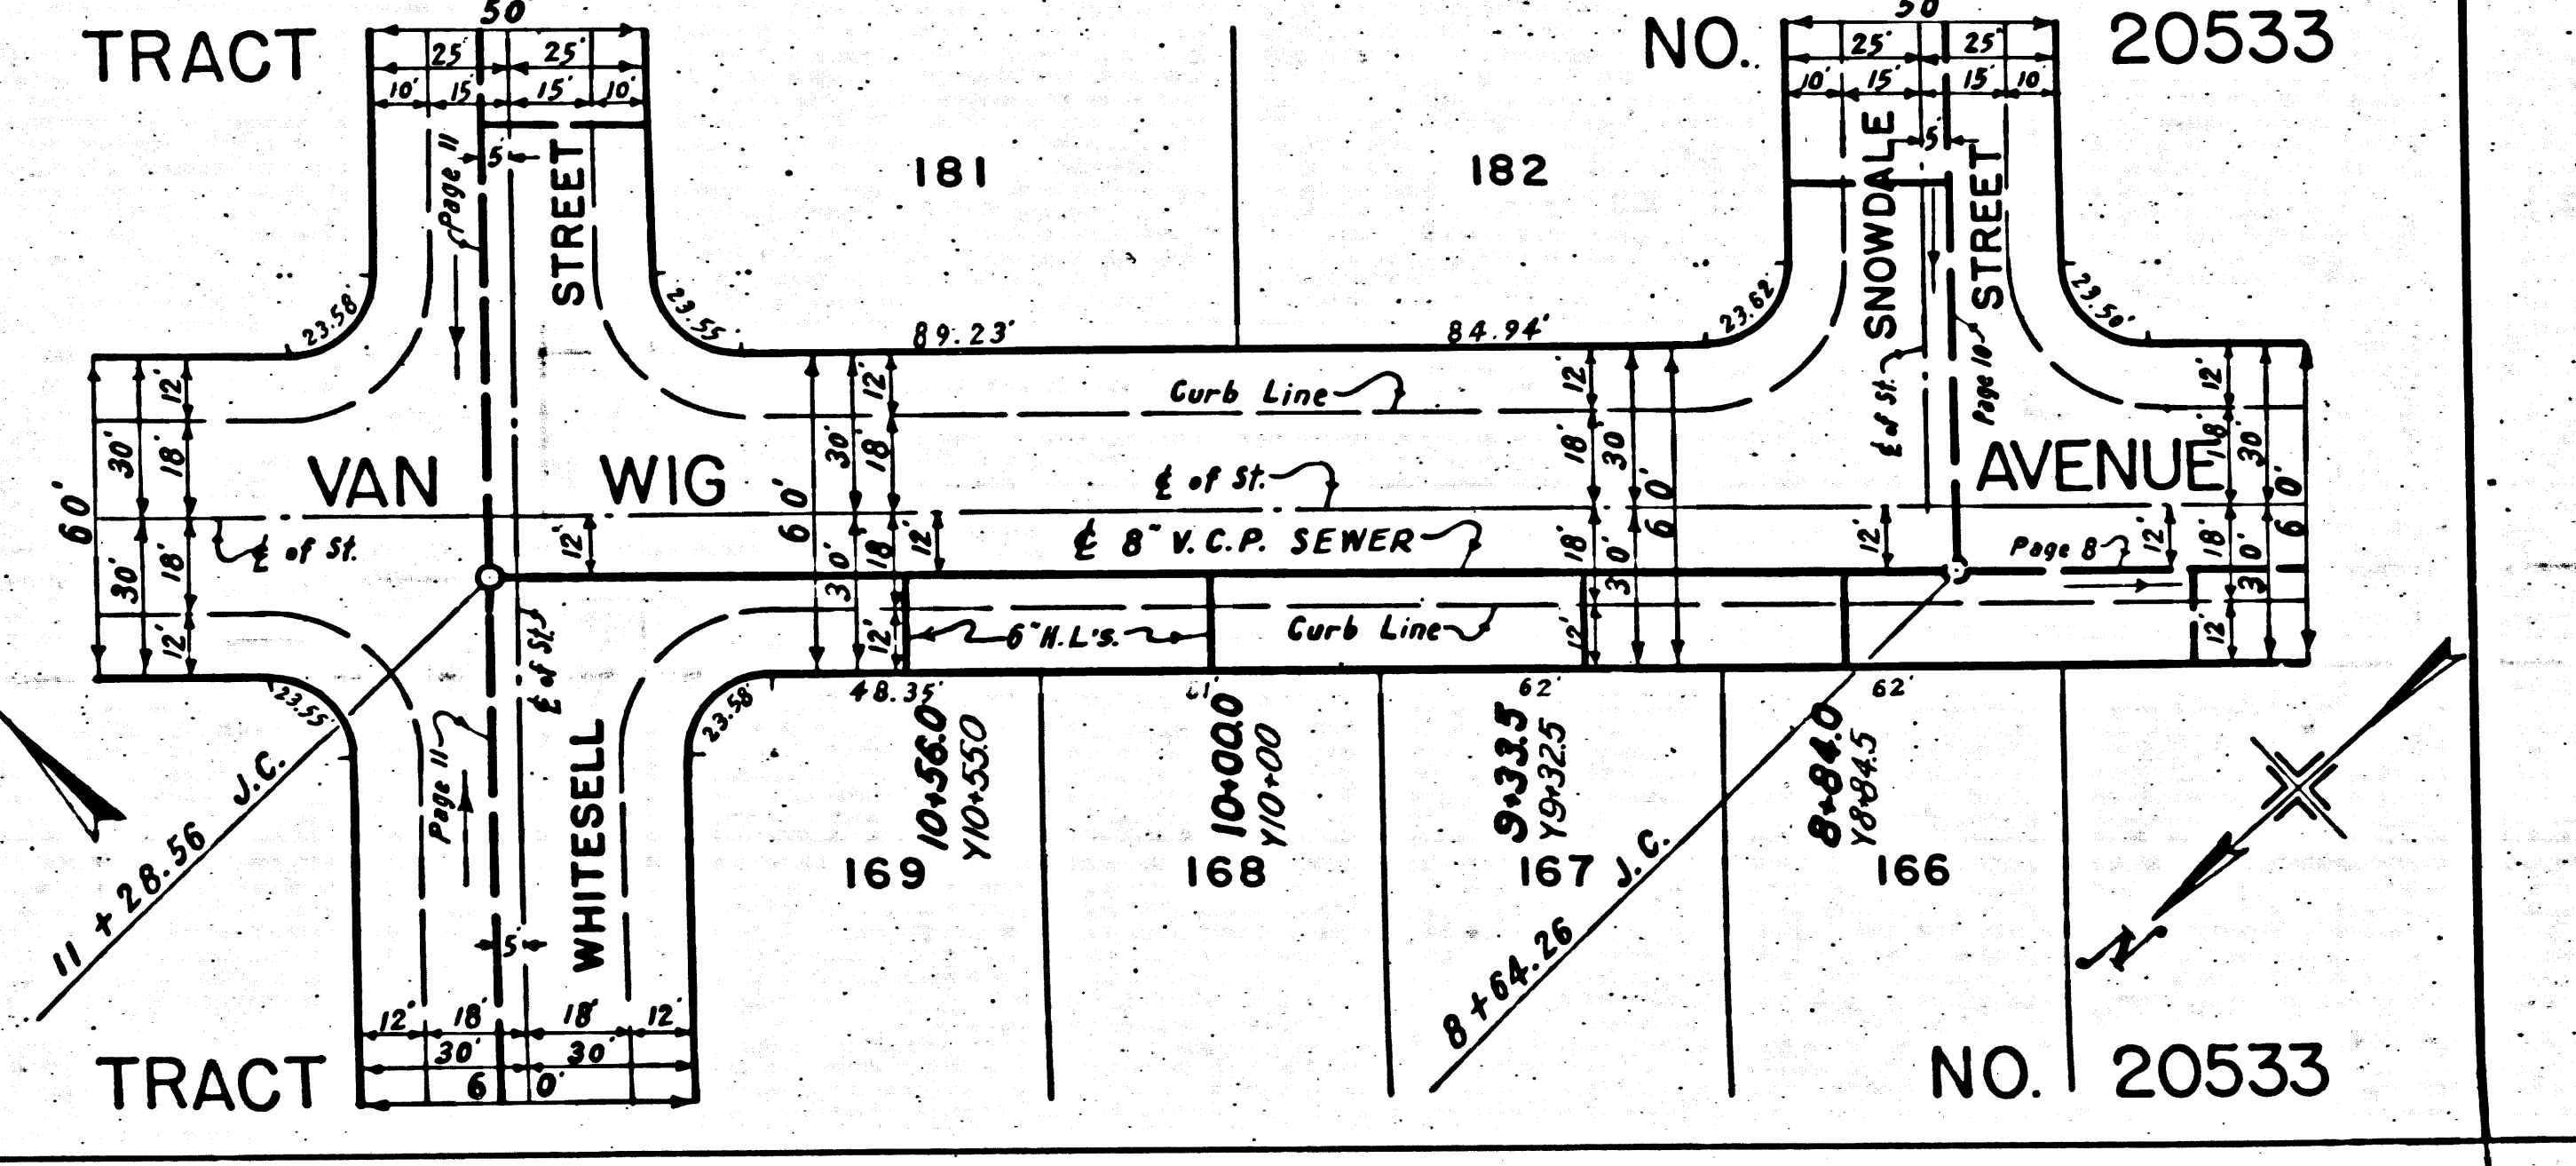 TRACT
NO.
20533
50'
25'
25'
10'
15'
15'
10'
5'
Page 11
STREET
181
182
50'
25'
25'
10'
15'
15'
10'
5'
SNOWDALE
STREET
23.58'
23.55'
89.23'
84.94'
23.62'
23.50'
Curb Line
℄ of St.
Page 10
60'
30'
30'
12'
18'
18'
12'
VAN
WIG
AVENUE
℄ of St.
℄ of St.
℄ 8" V.C.P. SEWER
12'
60'
30'
30'
12'
18'
18
12'
12'
12'
18'
18'
12'
30
30'
60'
12'
Page 8
12'
12'
18'
18'
12'
30'
30'
60'
6" H.L's.
Curb Line
℄ of St.
23.55'
23.58'
48.35'
61'
62'
62'
Page 11
WHITESELL
J.C.
11 + 28.56
10+56.0
Y10+55.0
10+00.0
Y10+00
9+33.5
Y9+32.5
8+84.0
Y8+84.5
169
168
167
166
J.C.
8 + 64.26
N
5'
12'
18'
18'
12'
30'
30'
60'
TRACT
NO.
20533